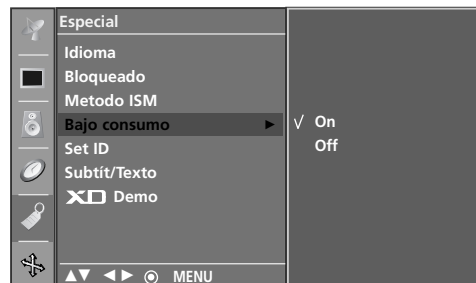 Especial
Idioma
Bloqueado
Metodo ISM
Bajo consumo ► √ On
Set ID Off
Subtít/Texto
XD Demo
▲▼ ◄► ◉ MENU